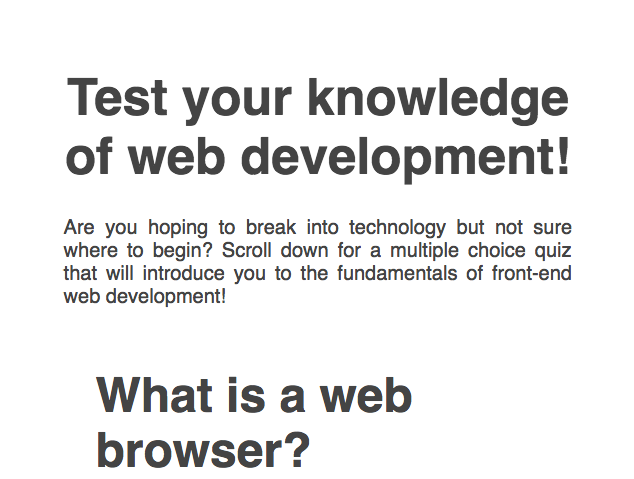 Test your knowledge
of web development!
Are you hoping to break into technology but not sure
where to begin? Scroll down for a multiple choice quiz
that will introduce you to the fundamentals of front-end
web development!
What is a web
browser?